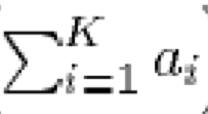 (∑_{i=1}^{K} a_i)